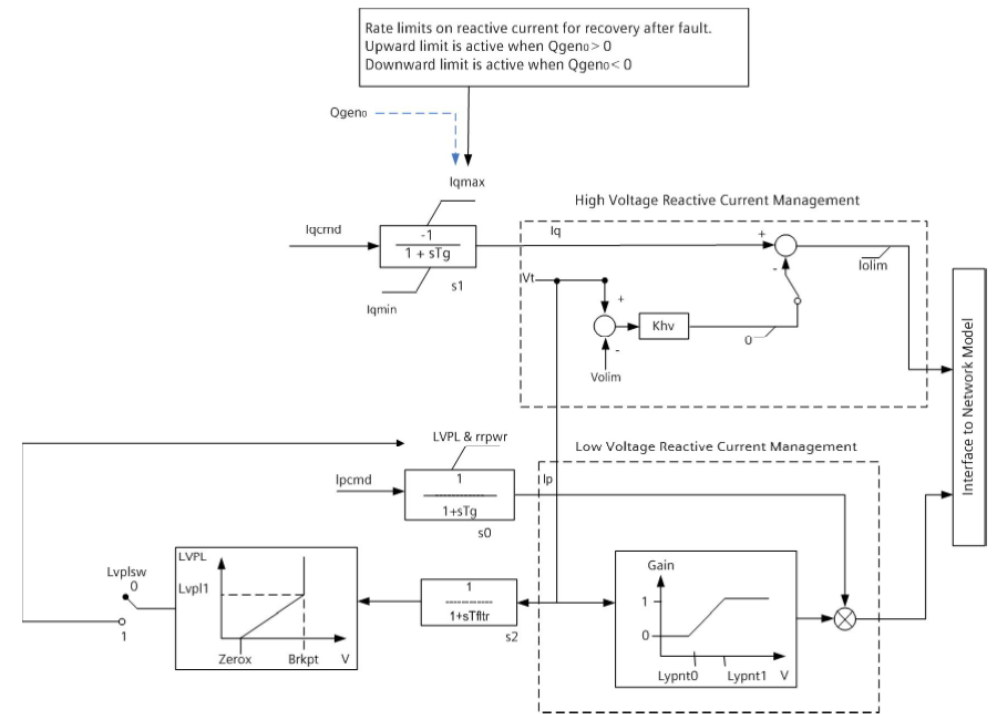 Rate limits on reactive current for recovery after fault.
Upward limit is active when Qgen₀> 0
Downward limit is active when Qgen₀< 0
Qgen₀
Iqmax
High Voltage Reactive Current Management
Iqcmd
-1
1 + sTg
s1
Iqmin
Iq
+
-
Iolim
Vt
+
Khv
0
-
Volim
Interface to Network Model
LVPL & rrpwr
Low Voltage Reactive Current Management
Ipcmd
1
1+sTg
s0
Ip
Lvplsw
0
1
LVPL
Lvpl1
Zerox
Brkpt
V
1
1+sTfltr
s2
Gain
1
0
Lypnt0
Lypnt1
V